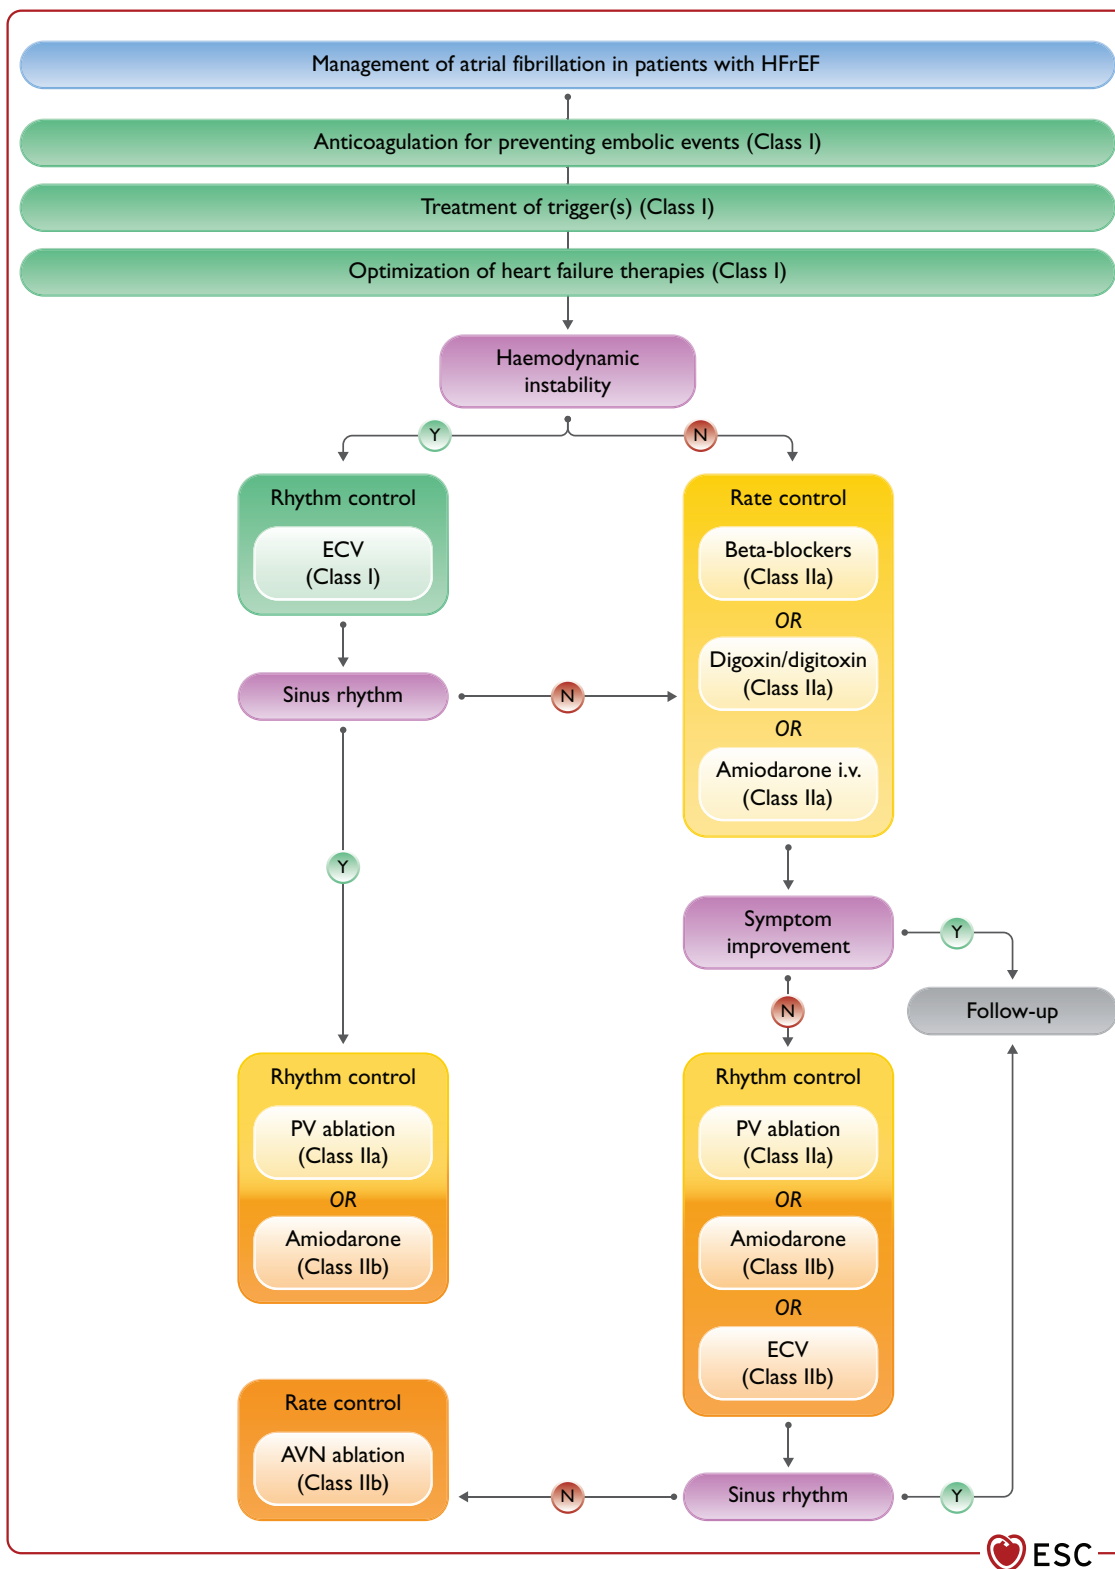 Management of atrial fibrillation in patients with HFrEF
Anticoagulation for preventing embolic events (Class I)
Treatment of trigger(s) (Class I)
Optimization of heart failure therapies (Class I)
Haemodynamic
instability
Y
N
Rhythm control
ECV
(Class I)
Rate control
Beta-blockers
(Class IIa)
OR
Digoxin/digitoxin
(Class IIa)
OR
Amiodarone i.v.
(Class IIa)
Sinus rhythm
N
Y
Symptom
improvement
Y
N
Follow-up
Rhythm control
PV ablation
(Class IIa)
OR
Amiodarone
(Class IIb)
Rhythm control
PV ablation
(Class IIa)
OR
Amiodarone
(Class IIb)
OR
ECV
(Class IIb)
Rate control
AVN ablation
(Class IIb)
N
Sinus rhythm
Y
ESC